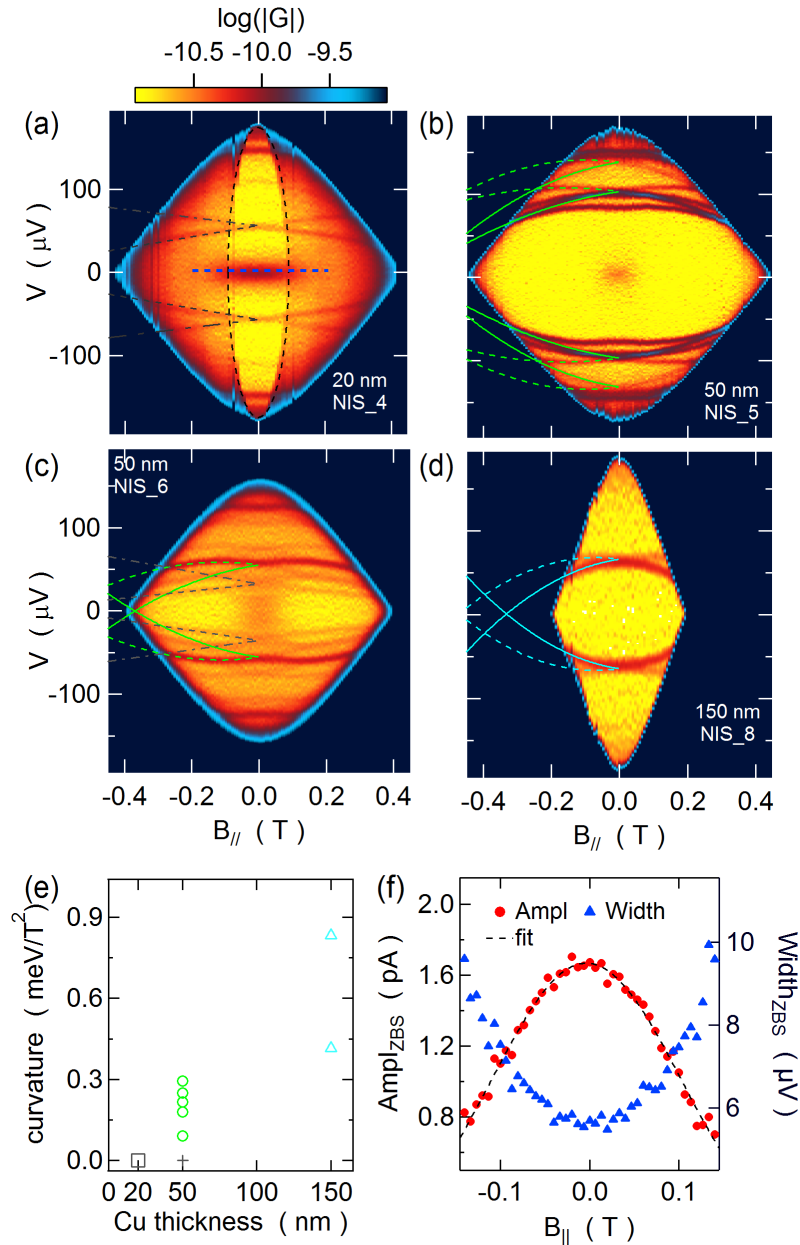 log(|G|)
-10.5 -10.0 -9.5
(a)
(b)
100
0
-100
V ( µV)
20 nm
NIS_4
50 nm
NIS_5
(c)
50 nm
NIS_6
(d)
100
0
-100
V ( µV)
150 nm
NIS_8
-0.4 -0.2 0.0 0.2 0.4
B// ( T )
-0.4 -0.2 0.0 0.2 0.4
B// ( T )
(e)
0.9
0.6
0.3
0.0
curvature ( meV/T²)
0 20 50 100 150
Cu thickness ( nm)
(f)
2.0
1.6
1.2
0.8
AmplZBS ( pA)
Ampl Width
fit
10
8
6
WidthZBS ( µV)
-0.1 0.0 0.1
B|| ( T)